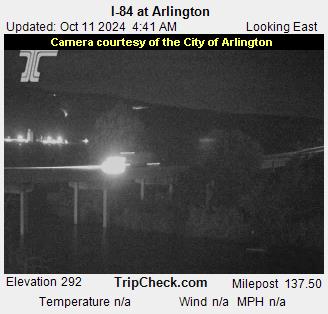 I-84 at Arlington
Updated: Oct 11 2024 4:41 AM Looking East
Camera courtesy of the City of Arlington
Elevation 292 TripCheck.com Milepost 137.50
Temperature n/a Wind n/a MPH n/a